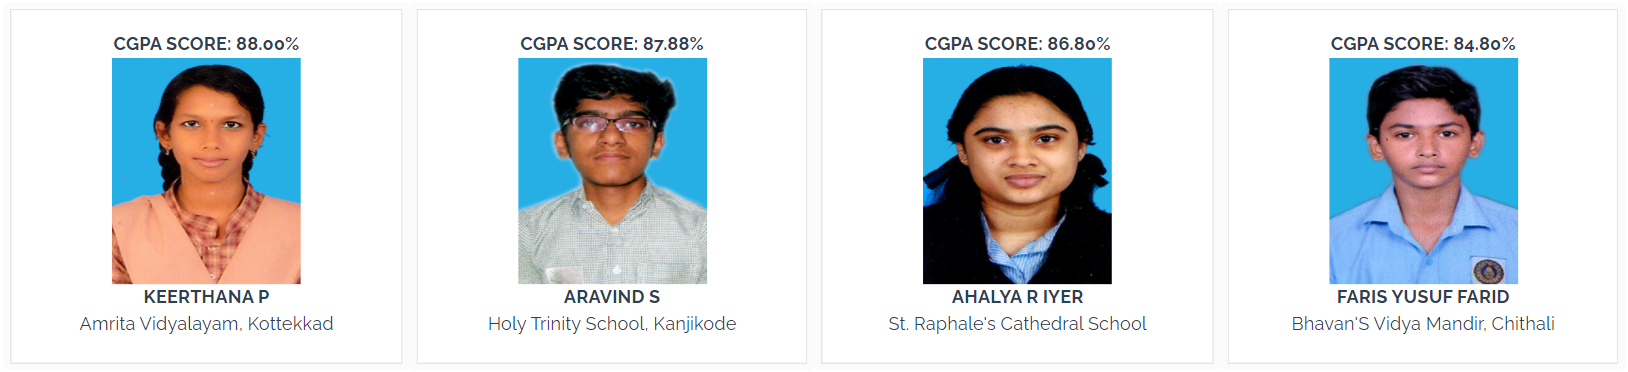 CGPA SCORE: 88.00%
KEERTHANA P
Amrita Vidyalayam, Kottekkad
CGPA SCORE: 87.88%
ARAVIND S
Holy Trinity School, Kanjikode
CGPA SCORE: 86.80%
AHALYA R IYER
St. Raphale's Cathedral School
CGPA SCORE: 84.80%
FARIS YUSUF FARID
Bhavan'S Vidya Mandir, Chithali